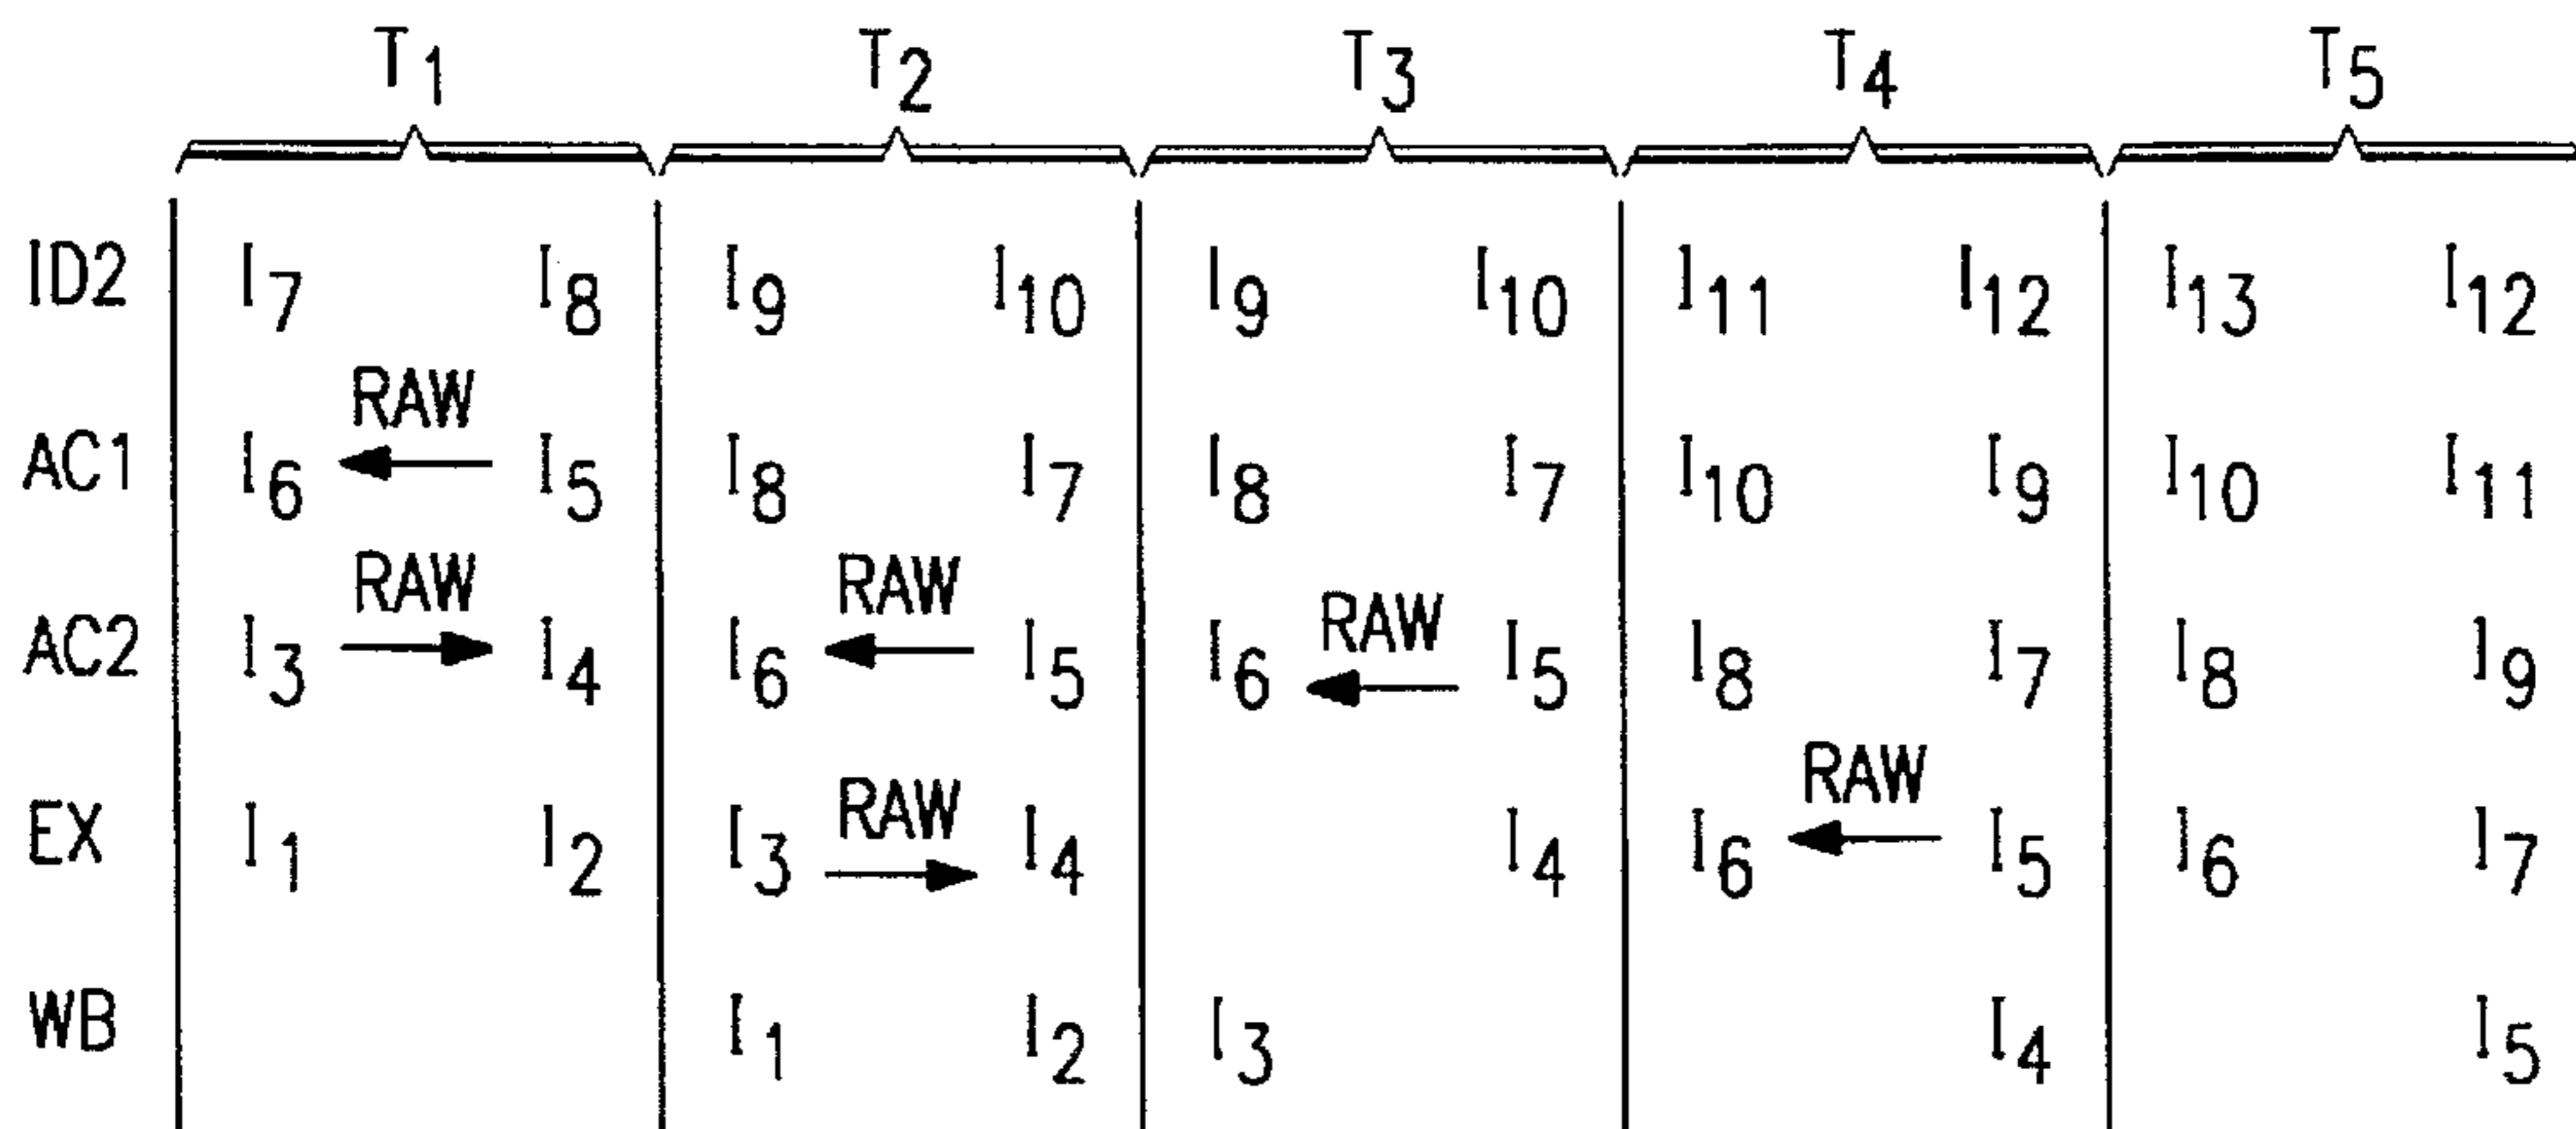 T1 T2 T3 T4 T5
ID2 I7 I8 I9 I10 I9 I10 I11 I12 I13 I12
RAW
AC1 I6 I5 I8 I7 I8 I7 I10 I9 I10 I11
RAW RAW RAW
AC2 I3 I4 I6 I5 I6 I5 I8 I7 I8 I9
RAW RAW
EX I1 I2 I3 I4 I4 I6 I5 I6 I7
WB I1 I2 I3 I4 I5